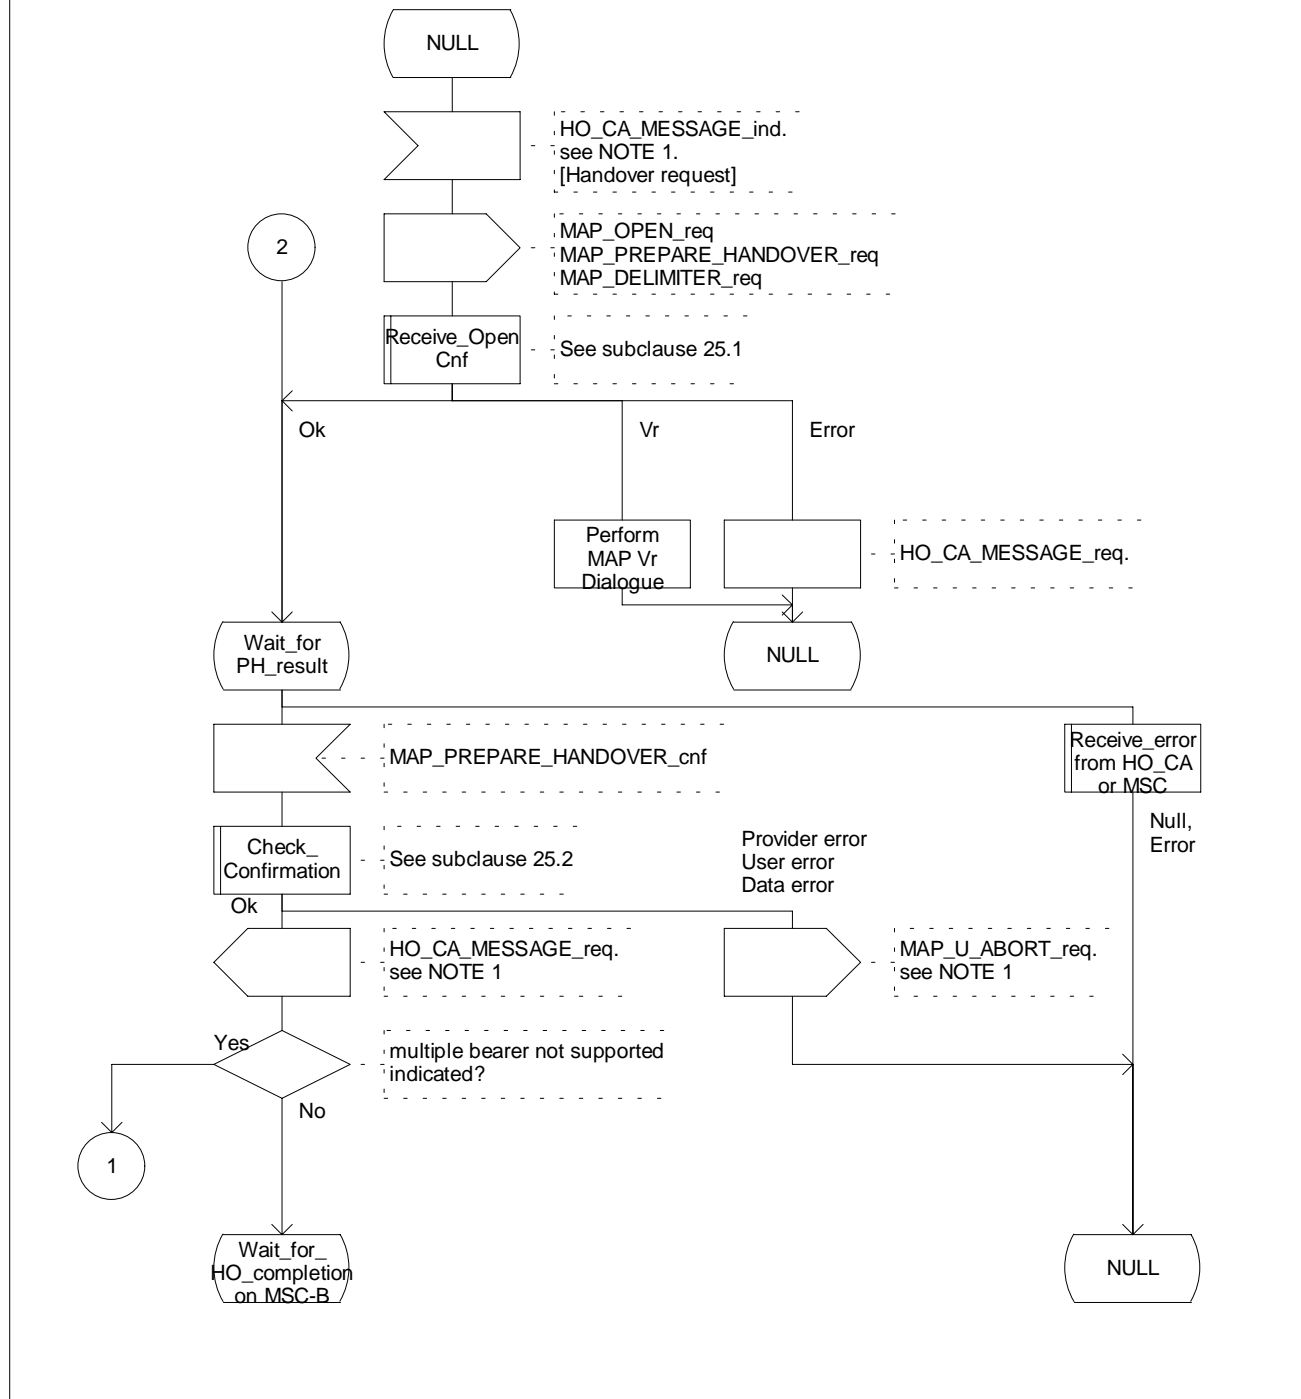 NULL
HO_CA_MESSAGE_ind.
see NOTE 1.
[Handover request]
2
MAP_OPEN_req
MAP_PREPARE_HANDOVER_req
MAP_DELIMITER_req
Receive_Open
Cnf
See subclause 25.1
Ok
Vr
Error
Perform
MAP Vr
Dialogue
HO_CA_MESSAGE_req.
Wait_for
PH_result
NULL
MAP_PREPARE_HANDOVER_cnf
Receive_error
from HO_CA
or MSC
Null,
Error
Check_
Confirmation
See subclause 25.2
Provider error
User error
Data error
Ok
HO_CA_MESSAGE_req.
see NOTE 1
MAP_U_ABORT_req.
see NOTE 1
Yes
multiple bearer not supported
indicated?
No
1
Wait_for_
HO_completion
on MSC-B
NULL